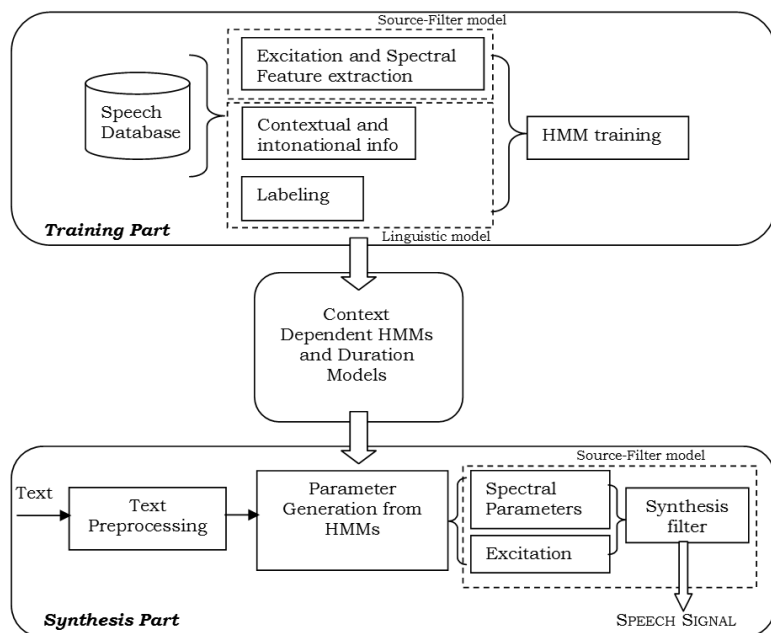 Source-Filter model
Excitation and Spectral
Feature extraction
Speech
Database
Contextual and
intonational info
HMM training
Labeling
Training Part
Linguistic model
Context
Dependent HMMs
and Duration
Models
Source-Filter model
Text
Text
Preprocessing
Parameter
Generation from
HMMs
Spectral
Parameters
Excitation
Synthesis
filter
Synthesis Part
SPEECH SIGNAL